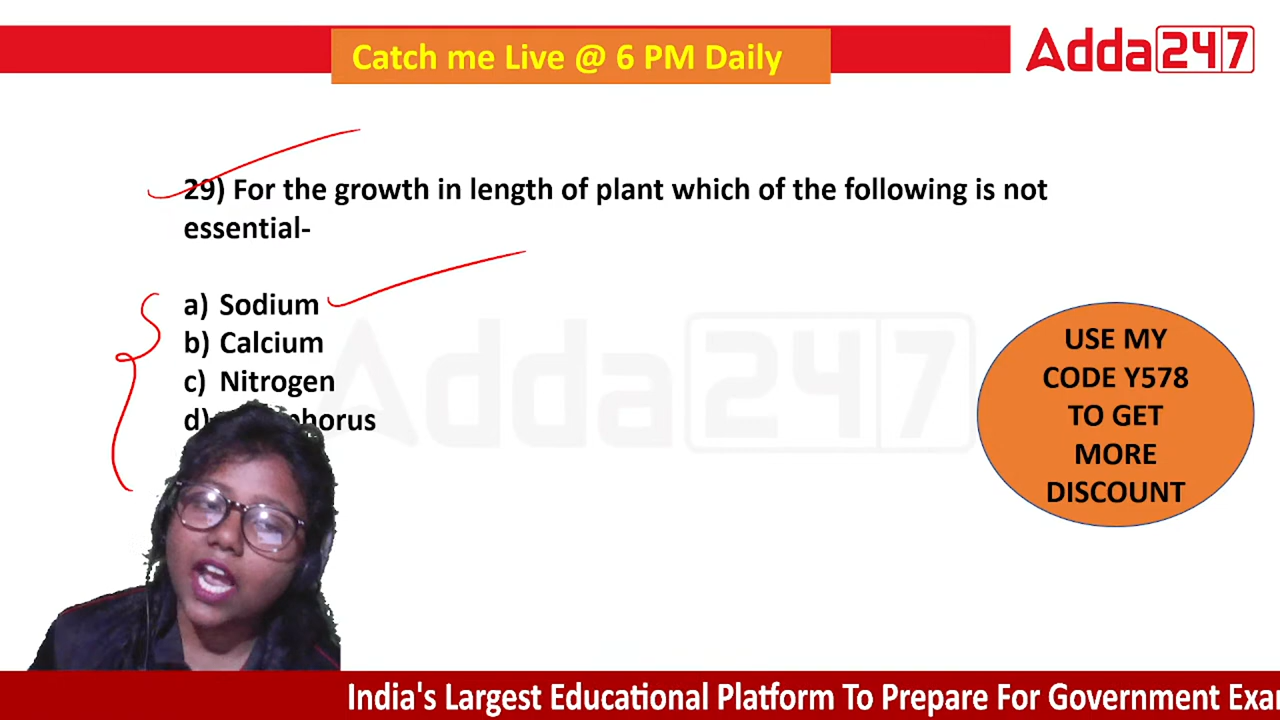 Catch me Live @ 6 PM Daily
Adda247
29) For the growth in length of plant which of the following is not
essential-
a) Sodium
b) Calcium
c) Nitrogen
d)
Adda247
USE MY
CODE Y578
TO GET
MORE
DISCOUNT
India's Largest Educational Platform To Prepare For Government